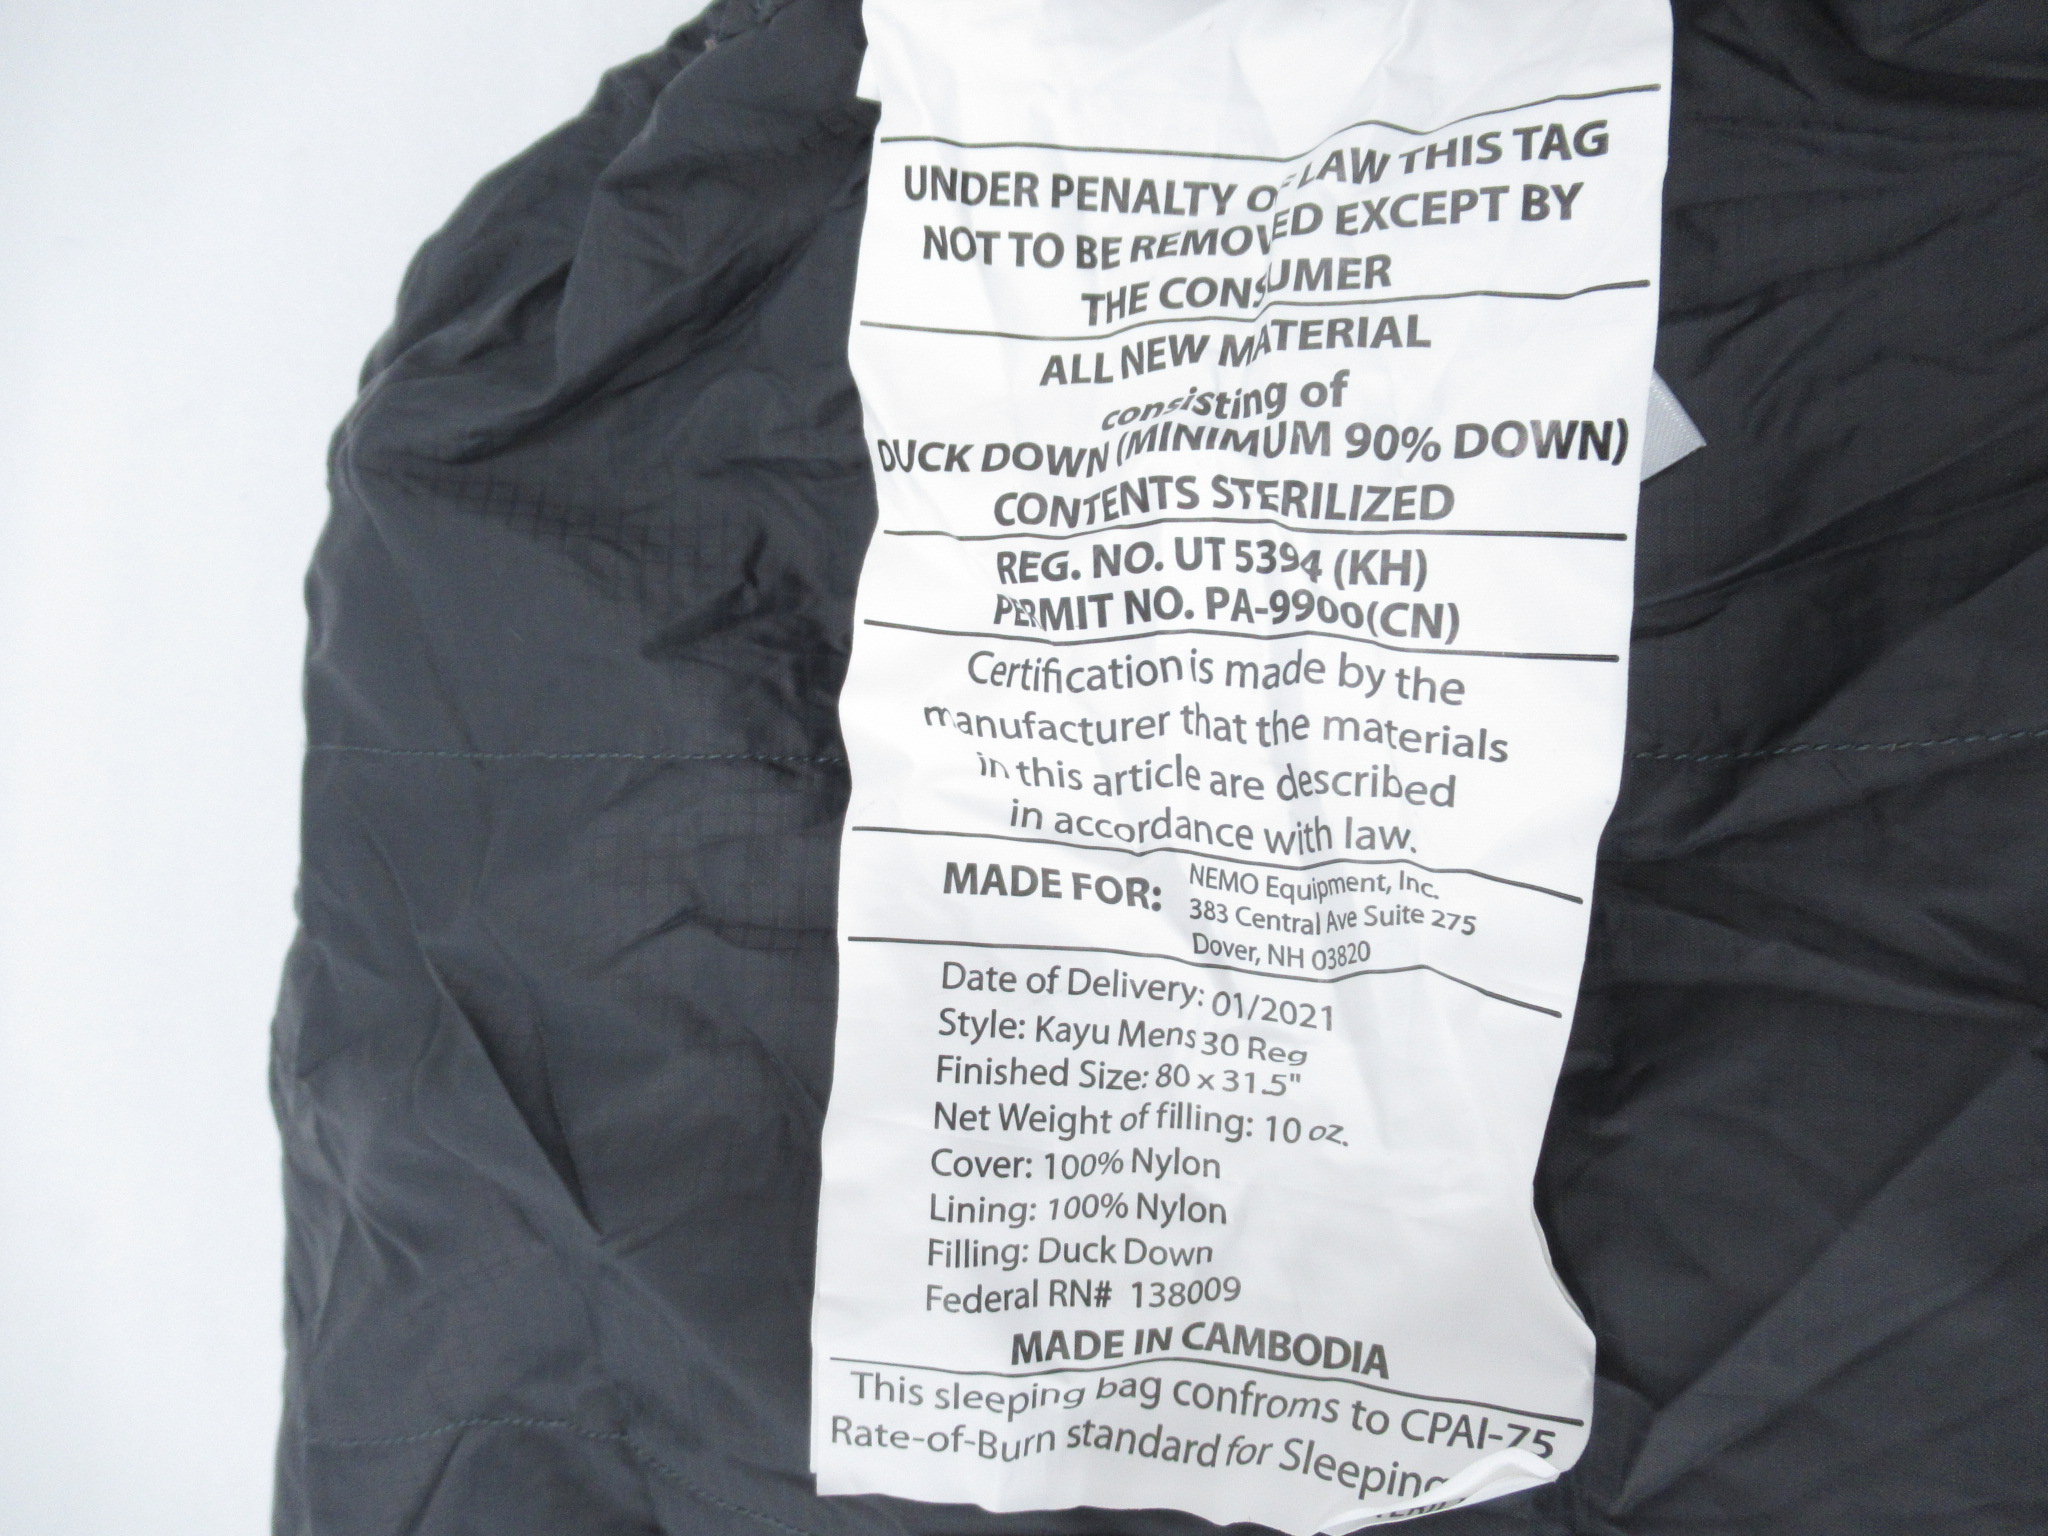 UNDER PENALTY OF LAW THIS TAG
NOT TO BE REMOVED EXCEPT BY
THE CONSUMER
ALL NEW MATERIAL
consisting of
DUCK DOWN (MINIMUM 90% DOWN)
CONTENTS STERILIZED
REG. NO. UT 5394 (KH)
PERMIT NO. PA-9900(CN)
Certification is made by the
manufacturer that the materials
in this article are described
in accordance with law.
MADE FOR: NEMO Equipment, Inc.
383 Central Ave Suite 275
Dover, NH 03820
Date of Delivery: 01/2021
Style: Kayu Mens 30 Reg
Finished Size: 80 x 31.5"
Net Weight of filling: 10 oz.
Cover: 100% Nylon
Lining: 100% Nylon
Filling: Duck Down
Federal RN# 138009
MADE IN CAMBODIA
This sleeping bag confroms to CPAI-75
Rate-of-Burn standard for Sleeping